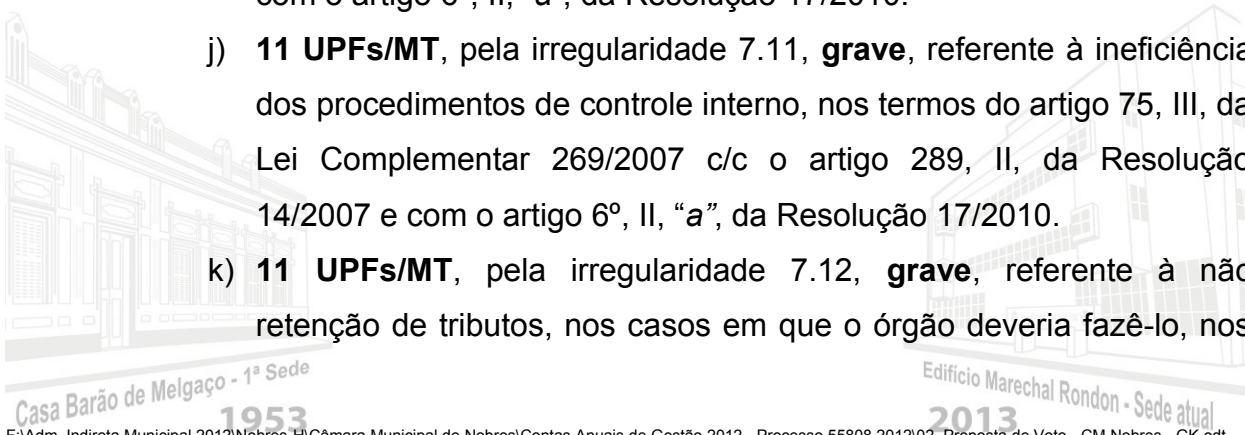 com o artigo 6º, II, "a", da Resolução 17/2010.
j) 11 UPFs/MT, pela irregularidade 7.11, grave, referente à ineficiência
dos procedimentos de controle interno, nos termos do artigo 75, III, da
Lei Complementar 269/2007 c/c o artigo 289, II, da Resolução
14/2007 e com o artigo 6º, II, “a”, da Resolução 17/2010.
k) 11 UPFs/MT, pela irregularidade 7.12, grave, referente à não
retenção de tributos, nos casos em que o órgão deveria fazê-lo, nos
Casa Barão de Melgaço - 1ª Sede
1953
Edifício Marechal Rondon - Sede atual
2013